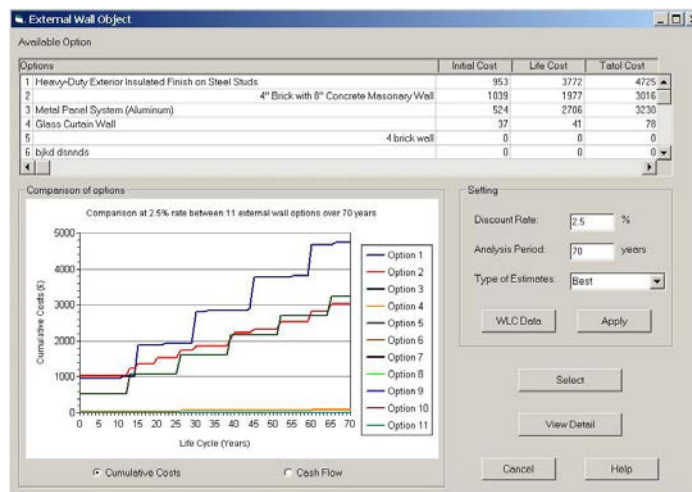 External Wall Object
Available Option
Options Initial Cost Life Cost Tatol Cost
1 Heavy-Duty Exterior Insulated Finish on Steel Studs 953 3772 4725
2 4" Brick with 8" Concrete Masonary Wall 1039 1977 3016
3 Metal Panel System (Aluminum) 524 2706 3230
4 Glass Curtain Wall 37 41 78
5 4 brick wall 0 0 0
6 bjkd dsnnds 0 0 0
Comparison of options
Comparison at 2.5% rate between 11 external wall options over 70 years
Cumulative Costs (£)
5000
4000
3000
2000
1000
0
0 5 10 15 20 25 30 35 40 45 50 55 60 65 70
Life Cycle (Years)
Option 1
Option 2
Option 3
Option 4
Option 5
Option 6
Option 7
Option 8
Option 9
Option 10
Option 11
Cumulative Costs Cash Flow
Setting
Discount Rate: 2.5 %
Analysis Period: 70 years
Type of Estimates: Best
WLC Data Apply
Select
View Detail
Cancel Help